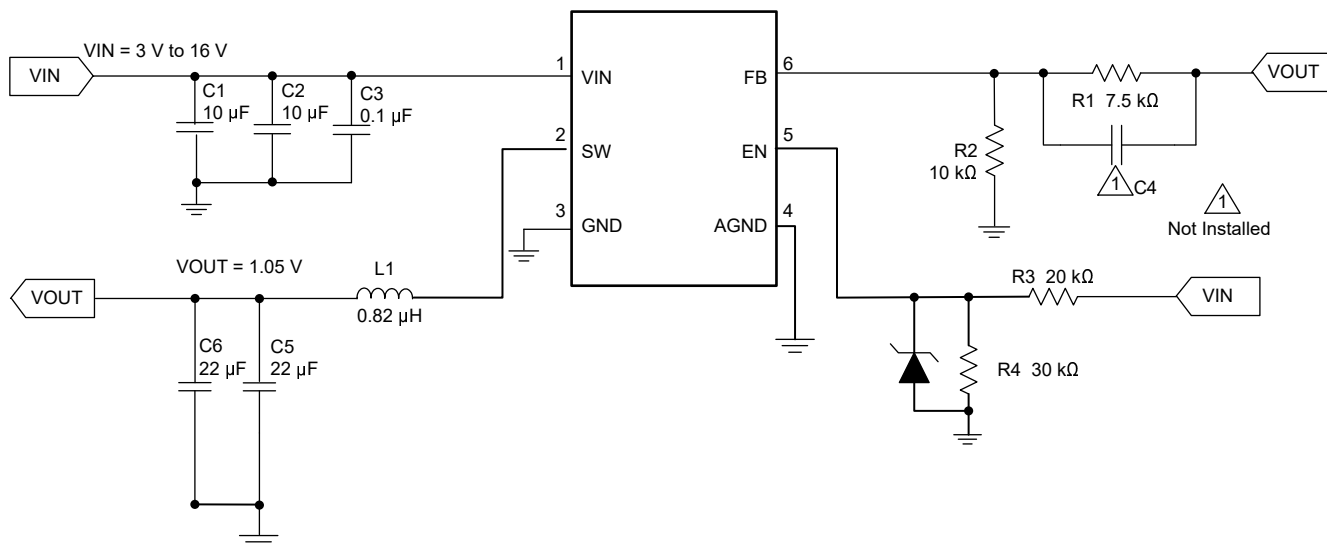 VIN = 3 V to 16 V
VIN
C1
10 µF
C2
10 µF
C3
0.1 µF
1
VIN
2
SW
3
GND
6
FB
5
EN
4
AGND
R1 7.5 kΩ
VOUT
R2
10 kΩ
1
C4
1
Not Installed
VOUT = 1.05 V
VOUT
L1
0.82 µH
C6
22 µF
C5
22 µF
R3 20 kΩ
VIN
R4 30 kΩ